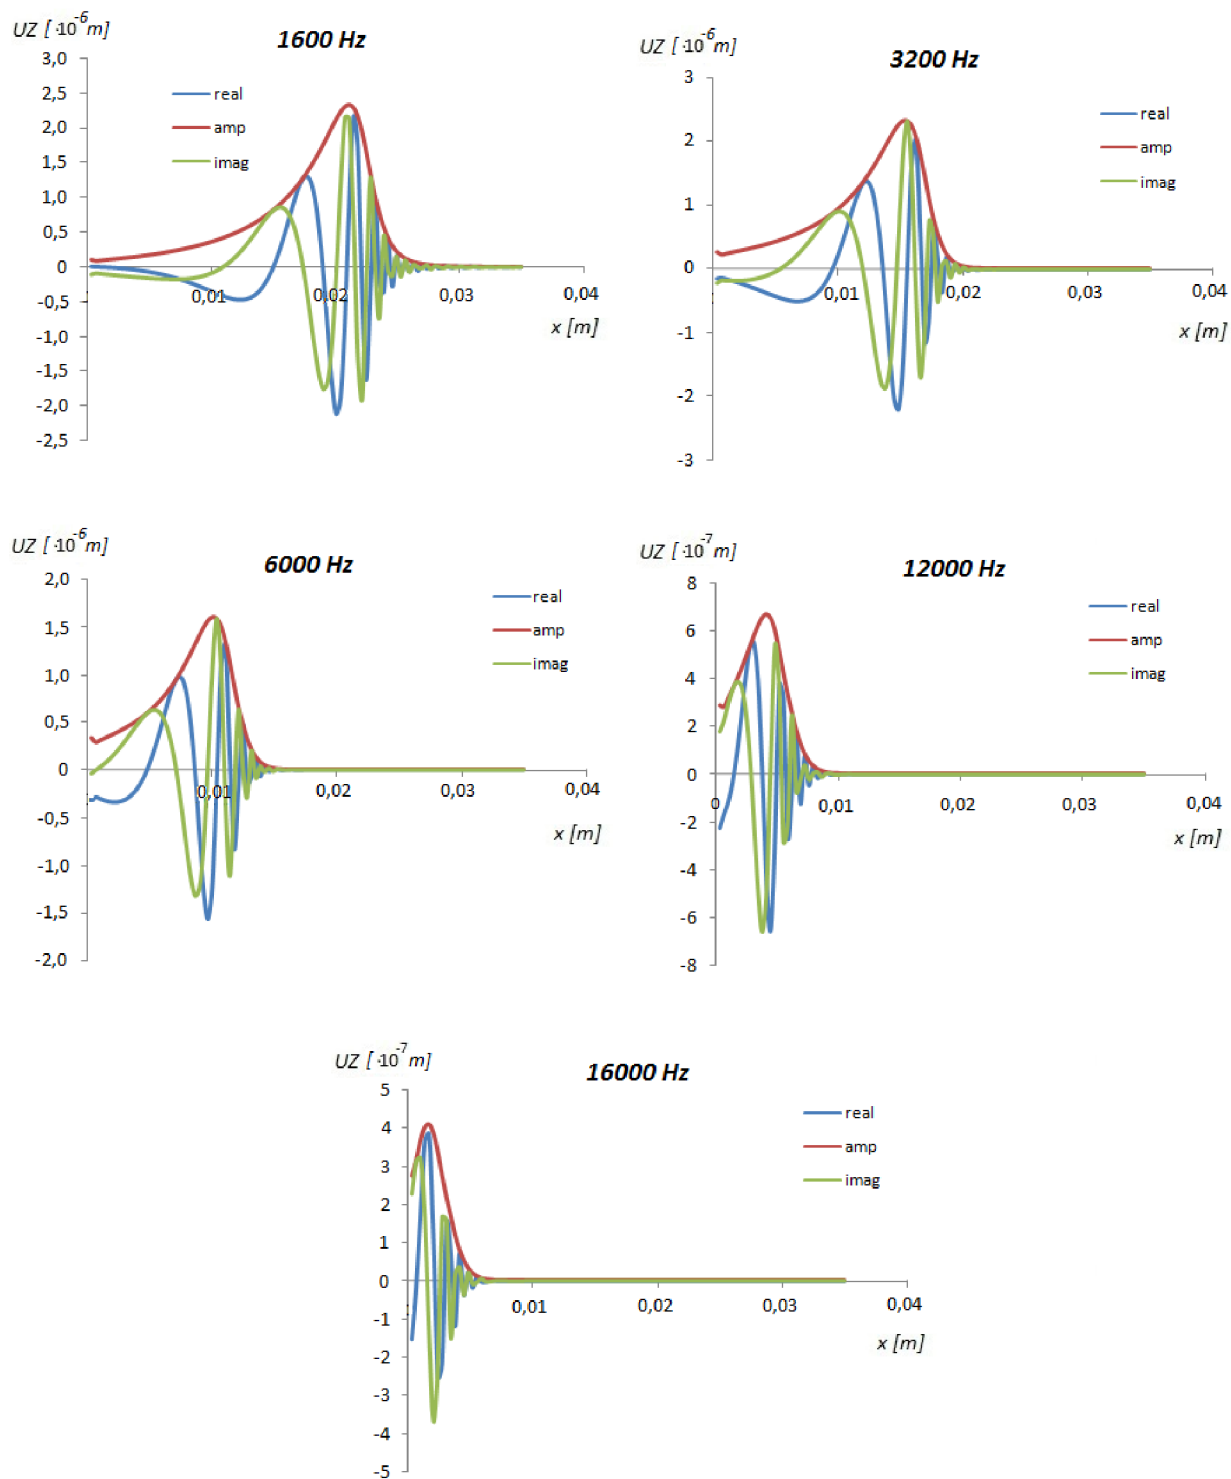 UZ [ ·10⁻⁶m]
1600 Hz
3,0
2,5
2,0
1,5
1,0
0,5
0
-0,5
-1,0
-1,5
-2,0
-2,5
real
amp
imag
0,01
0,02
0,03
0,04
x [m]
UZ [ ·10⁻⁶m]
3200 Hz
3
2
1
0
-1
-2
-3
real
amp
imag
0,01
0,02
0,03
0,04
x [m]
UZ [ ·10⁻⁶m]
6000 Hz
2,0
1,5
1,0
0,5
0
-0,5
-1,0
-1,5
-2,0
real
amp
imag
0,01
0,02
0,03
0,04
x [m]
UZ [ ·10⁻⁷m]
12000 Hz
8
6
4
2
0
-2
-4
-6
-8
real
amp
imag
0
0,01
0,02
0,03
0,04
x [m]
UZ [ ·10⁻⁷m]
16000 Hz
5
4
3
2
1
0
-1
-2
-3
-4
-5
real
amp
imag
0,01
0,02
0,03
0,04
x [m]